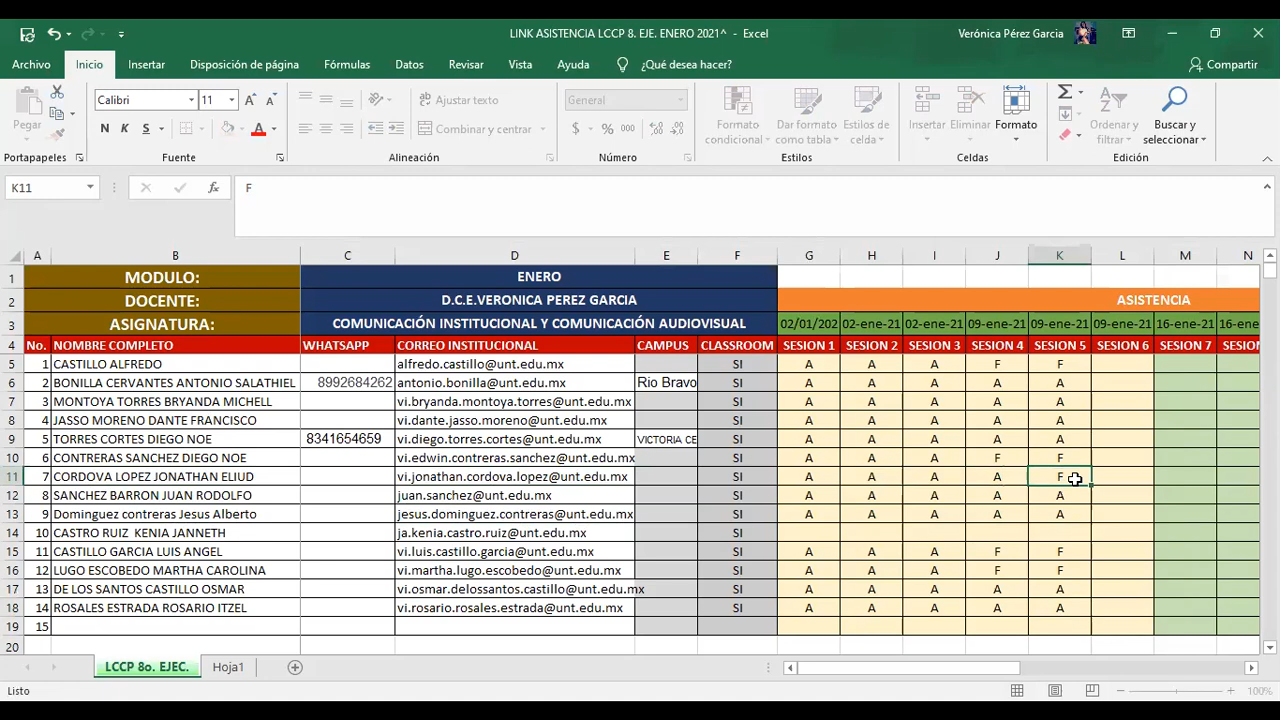 LINK ASISTENCIA LCCP 8. EJE. ENERO 2021^ - Excel
Verónica Pérez Garcia
Archivo Inicio Insertar Disposición de página Fórmulas Datos Revisar Vista Ayuda ¿Qué desea hacer? Compartir
Calibri 11 Ajustar texto General
Pegar N K S Combinar y centrar $ % 000 Formato condicional Dar formato como tabla Estilos de celda Insertar Eliminar Formato Ordenar y filtrar Buscar y seleccionar
Portapapeles Fuente Alineación Número Estilos Celdas Edición
K11 fx F
A B C D E F G H I J K L M N
1 MODULO: ENERO
2 DOCENTE: D.C.E.VERONICA PEREZ GARCIA ASISTENCIA
3 ASIGNATURA: COMUNICACIÓN INSTITUCIONAL Y COMUNICACIÓN AUDIOVISUAL 02/01/202 02-ene-21 02-ene-21 09-ene-21 09-ene-21 09-ene-21 16-ene-21 16-ene
4 No. NOMBRE COMPLETO WHATSAPP CORREO INSTITUCIONAL CAMPUS CLASSROOM SESION 1 SESION 2 SESION 3 SESION 4 SESION 5 SESION 6 SESION 7 SESION
5 1 CASTILLO ALFREDO alfredo.castillo@unt.edu.mx SI A A A F F
6 2 BONILLA CERVANTES ANTONIO SALATHIEL 8992684262 antonio.bonilla@unt.edu.mx Rio Bravo SI A A A A A
7 3 MONTOYA TORRES BRYANDA MICHELL vi.bryanda.montoya.torres@unt.edu.mx SI A A A A A
8 4 JASSO MORENO DANTE FRANCISCO vi.dante.jasso.moreno@unt.edu.mx SI A A A A A
9 5 TORRES CORTES DIEGO NOE 8341654659 vi.diego.torres.cortes@unt.edu.mx VICTORIA CE SI A A A A A
10 6 CONTRERAS SANCHEZ DIEGO NOE vi.edwin.contreras.sanchez@unt.edu.mx SI A A A F F
11 7 CORDOVA LOPEZ JONATHAN ELIUD vi.jonathan.cordova.lopez@unt.edu.mx SI A A A A F
12 8 SANCHEZ BARRON JUAN RODOLFO juan.sanchez@unt.edu.mx SI A A A A A
13 9 Dominguez contreras Jesus Alberto jesus.dominguez.contreras@unt.edu.mx SI A A A A A
14 10 CASTRO RUIZ KENIA JANNETH ja.kenia.castro.ruiz@unt.edu.mx SI
15 11 CASTILLO GARCIA LUIS ANGEL vi.luis.castillo.garcia@unt.edu.mx SI A A A F F
16 12 LUGO ESCOBEDO MARTHA CAROLINA vi.martha.lugo.escobedo@unt.edu.mx SI A A A F F
17 13 DE LOS SANTOS CASTILLO OSMAR vi.osmar.delossantos.castillo@unt.edu.mx SI A A A A A
18 14 ROSALES ESTRADA ROSARIO ITZEL vi.rosario.rosales.estrada@unt.edu.mx SI A A A A A
19 15
20
LCCP 8o. EJEC. Hoja1
Listo 100%